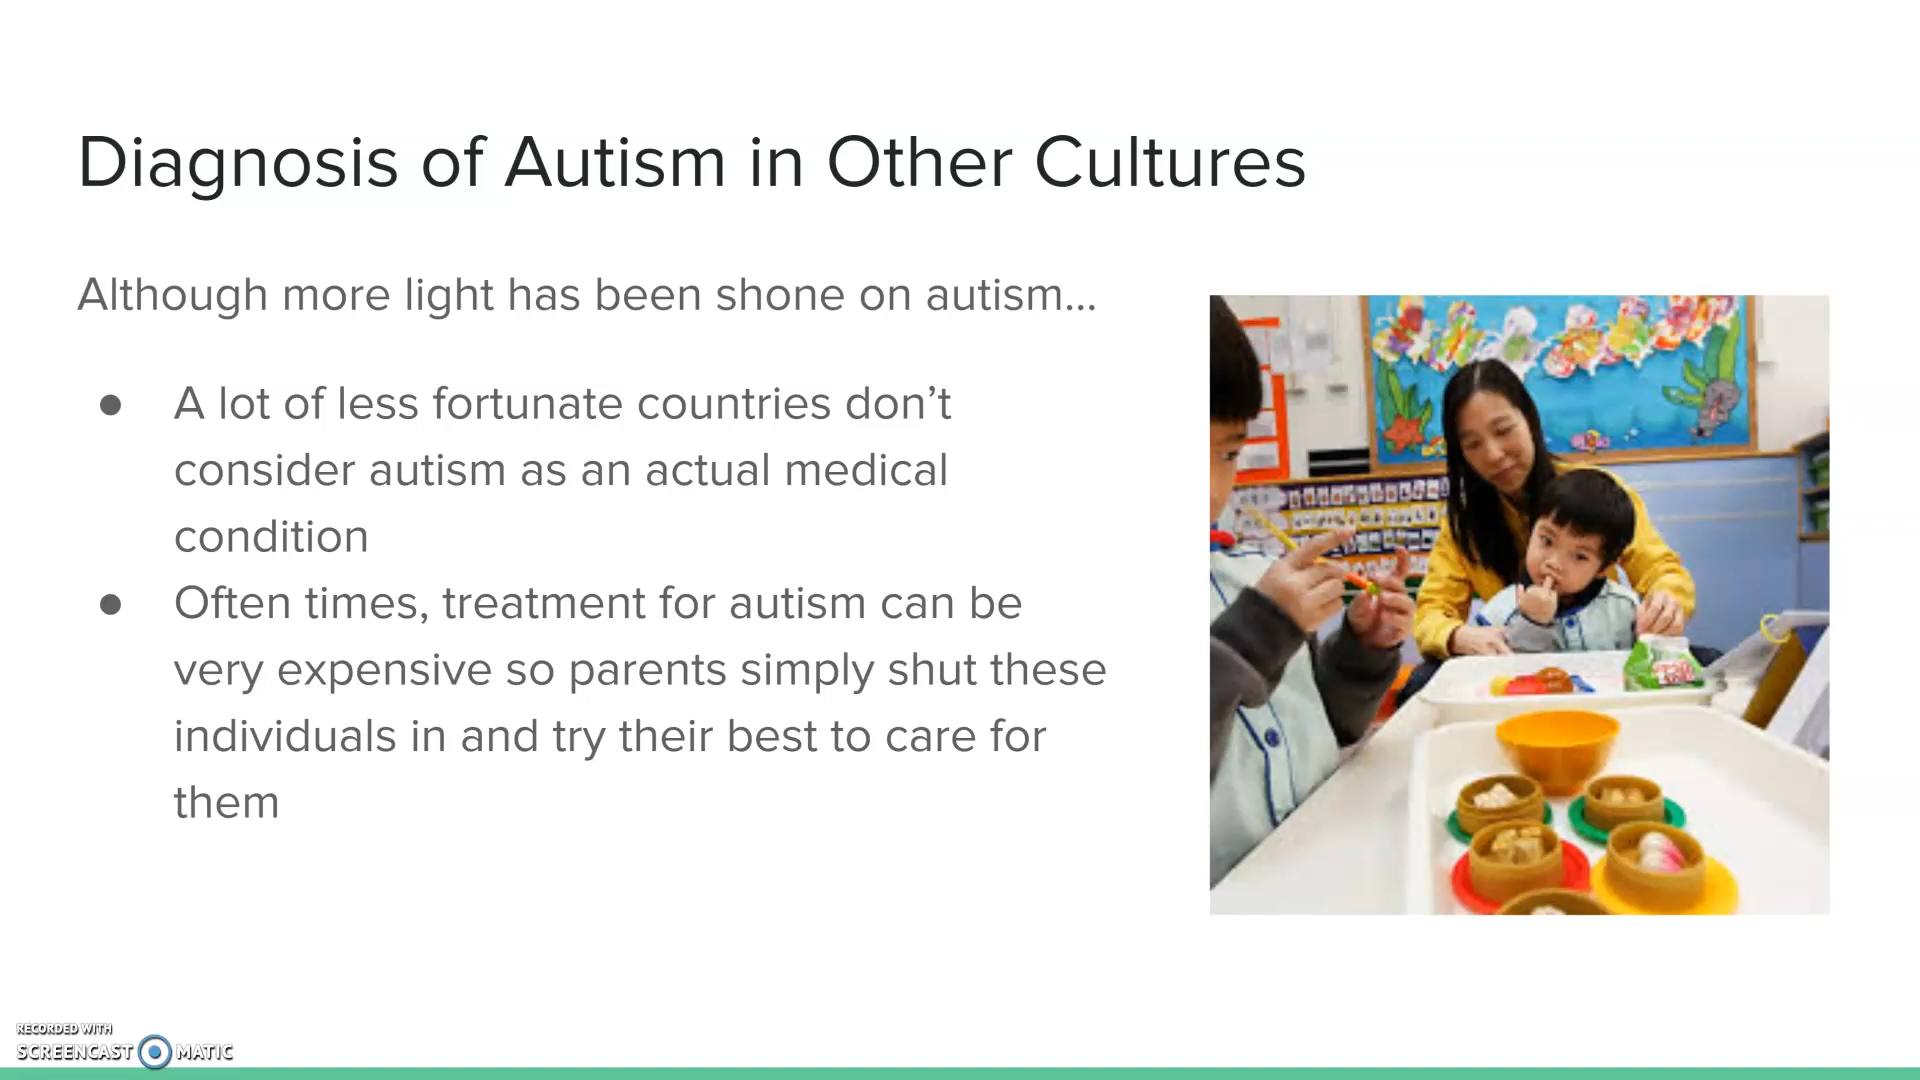 Diagnosis of Autism in Other Cultures
Although more light has been shone on autism...
● A lot of less fortunate countries don’t
consider autism as an actual medical
condition
● Often times, treatment for autism can be
very expensive so parents simply shut these
individuals in and try their best to care for
them
RECORDED WITH
SCREENCAST MATIC